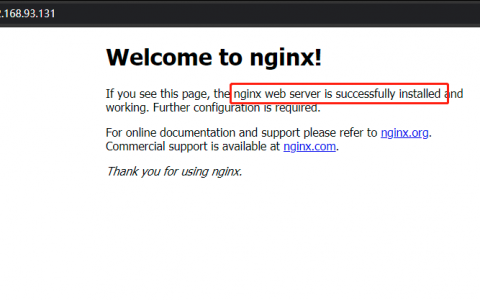 .168.93.131
Welcome to nginx!
If you see this page, the nginx web server is successfully installed and
working. Further configuration is required.
For online documentation and support please refer to nginx.org.
Commercial support is available at nginx.com.
Thank you for using nginx.